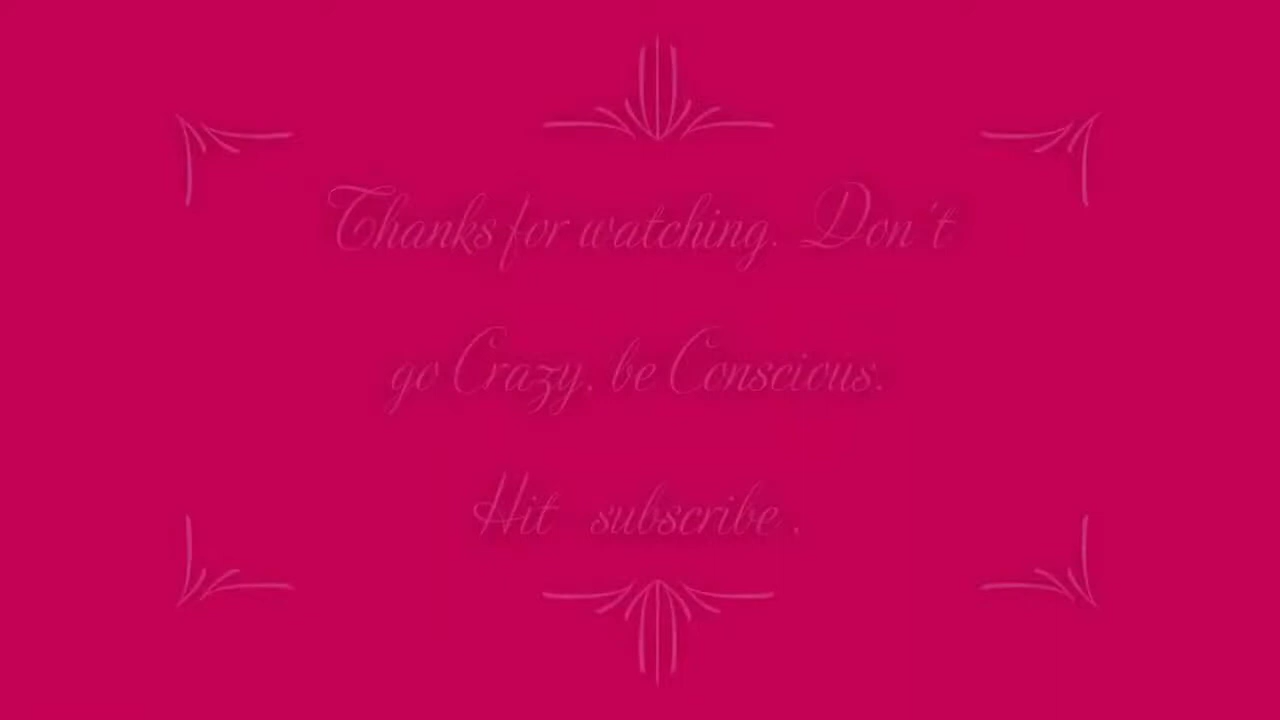 Thanks for watching. Don't
go Crazy, be Conscious.
Hit subscribe .